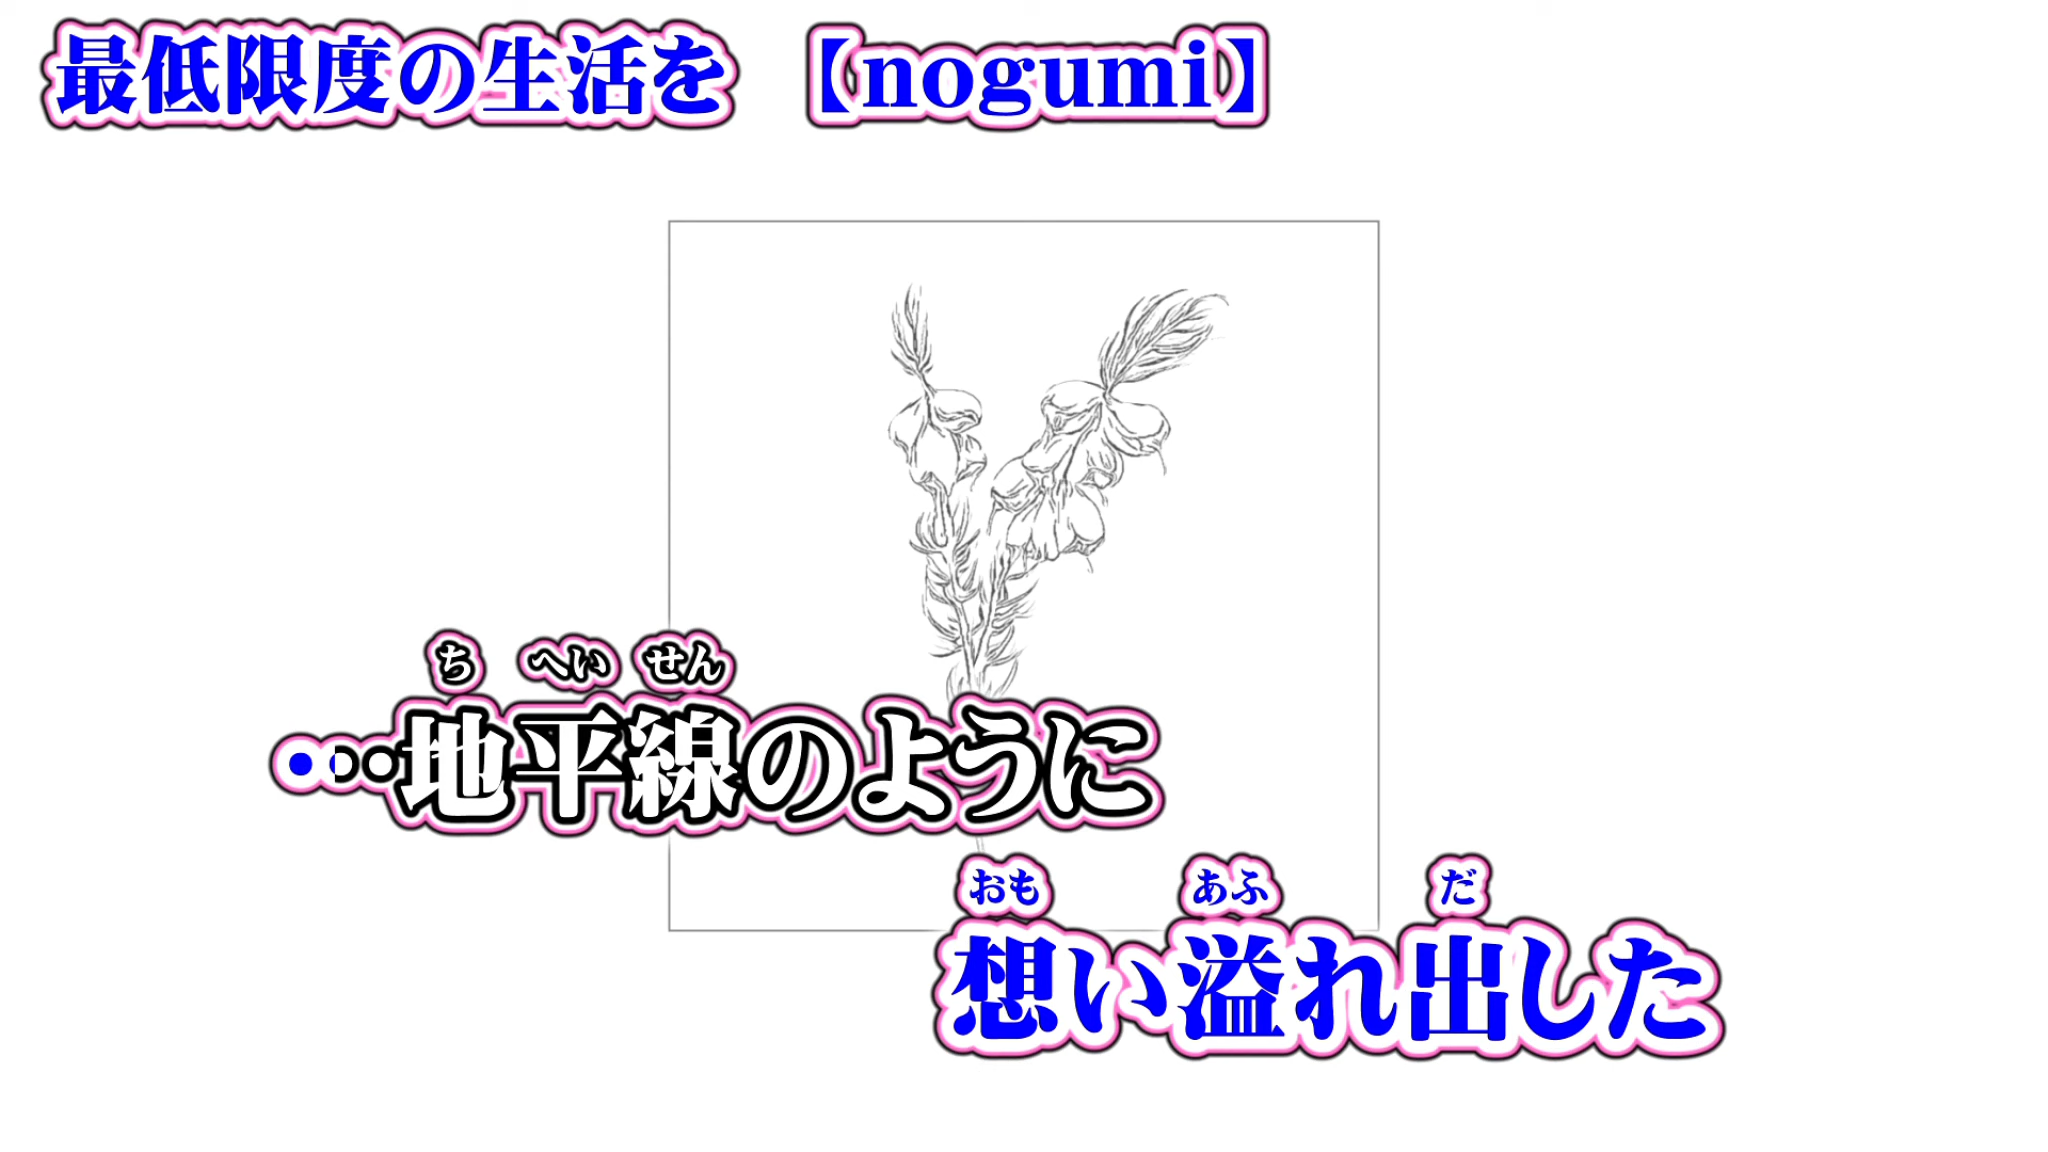 最低限度の生活を　【nogumi】
ち へい せん
･･･地平線のように
おも あふ だ
想い溢れ出した